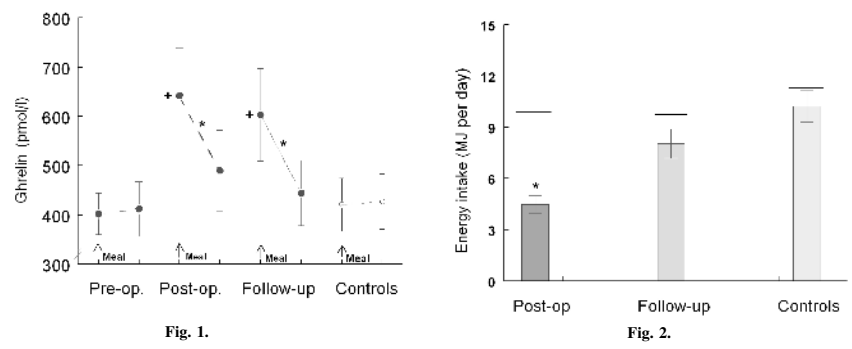 800
700
600
500
400
300
Ghrelin (pmol/l)
+
*
+
*
Meal
Meal
Meal
Meal
Pre-op.
Post-op.
Follow-up
Controls
Fig. 1.
15
12
9
6
3
0
Energy intake (MJ per day)
*
Post-op
Follow-up
Controls
Fig. 2.